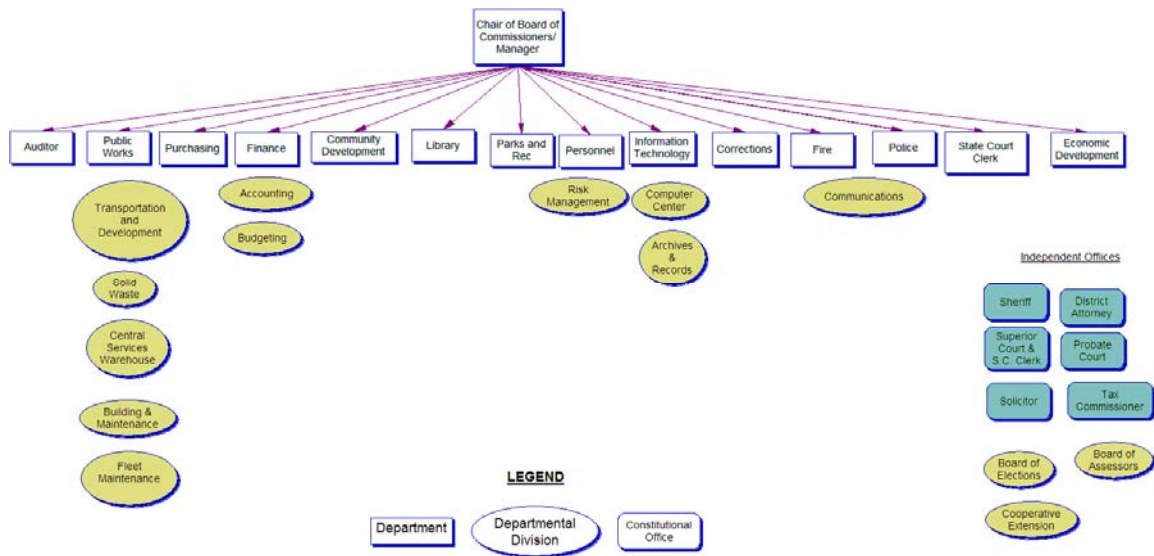 Chair of Board of
Commissioners/
Manager
Auditor
Public
Works
Purchasing
Finance
Community
Development
Library
Parks and
Rec
Personnel
Information
Technology
Corrections
Fire
Police
State Court
Clerk
Economic
Development
Transportation
and
Development
Solid
Waste
Central
Services
Warehouse
Building &
Maintenance
Fleet
Maintenance
Accounting
Budgeting
Risk
Management
Computer
Center
Archives
&
Records
Communications
Independent Offices
Sheriff
District
Attorney
Superior
Court &
S.C. Clerk
Probate
Court
Solicitor
Tax
Commissioner
Board of
Elections
Board of
Assessors
Cooperative
Extension
LEGEND
Department
Departmental
Division
Constitutional
Office